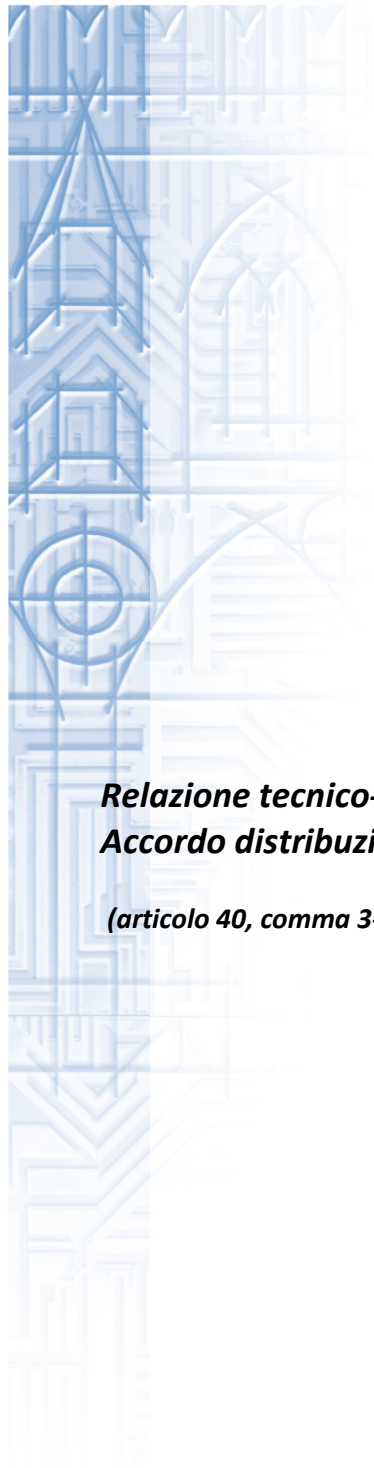 Relazione tecnico-
Accordo distribuzi
(articolo 40, comma 3-